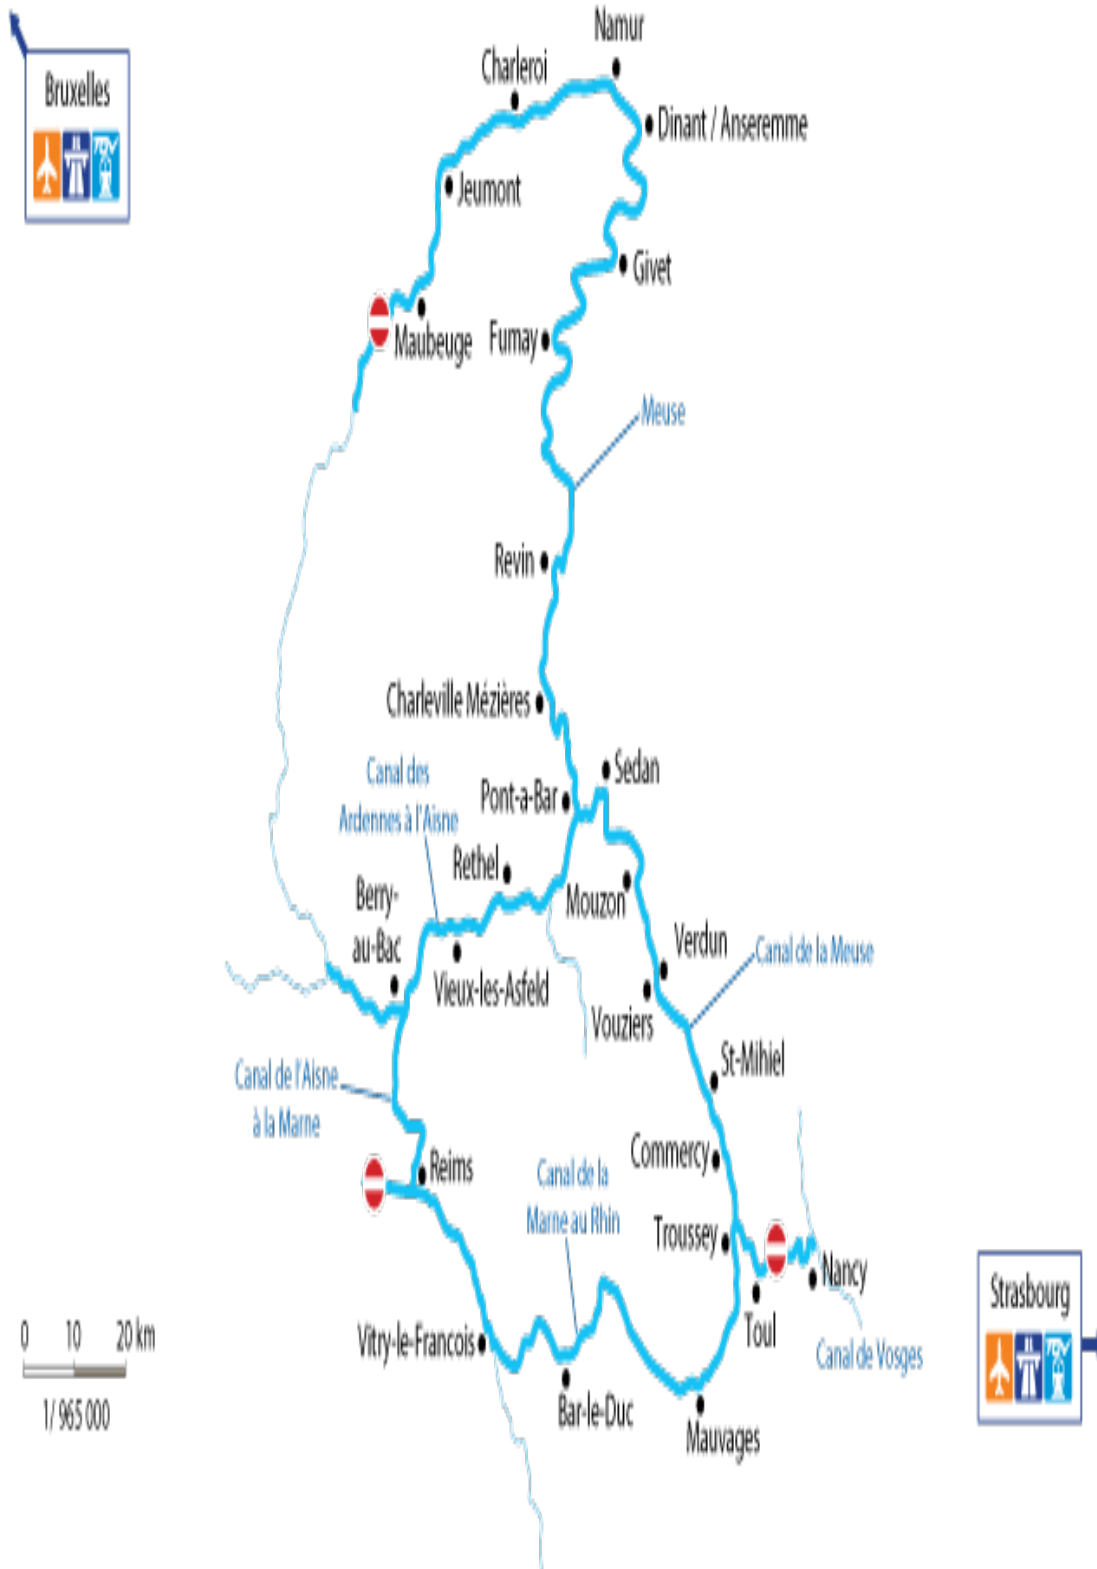 Namur
Charleroi
Bruxelles
TGV
Dinant / Anseremme
Jeumont
Givet
Maubeuge
Fumay
Meuse
Revin
Charleville Mézières
Sedan
Canal des
Ardennes à l'Aisne
Pont-a-Bar
Rethel
Berry-
au-Bac
Mouzon
Verdun
Canal de la Meuse
Vieux-les-Asfeld
Vouziers
St-Mihiel
Canal de l'Aisne
à la Marne
Reims
Commercy
Canal de la
Marne au Rhin
Troussey
Nancy
Strasbourg
TGV
Toul
Canal de Vosges
0 10 20 km
1/ 965 000
Vitry-le-Francois
Bar-le-Duc
Mauvages